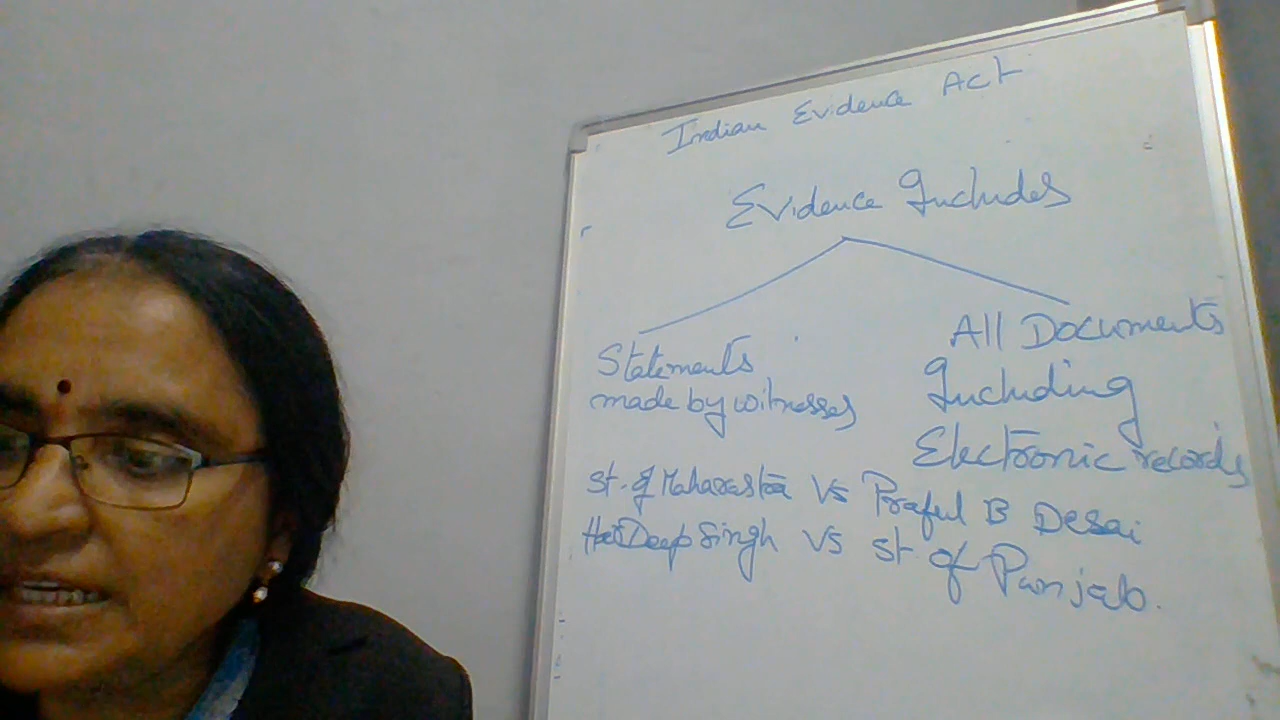 Indian Evidence Act
Evidence Includes
Statements
made by witnesses
All Documents
Including
Electronic records
St. of Maharastra Vs Praful B Desai
HarDeep Singh Vs St of Punjab.